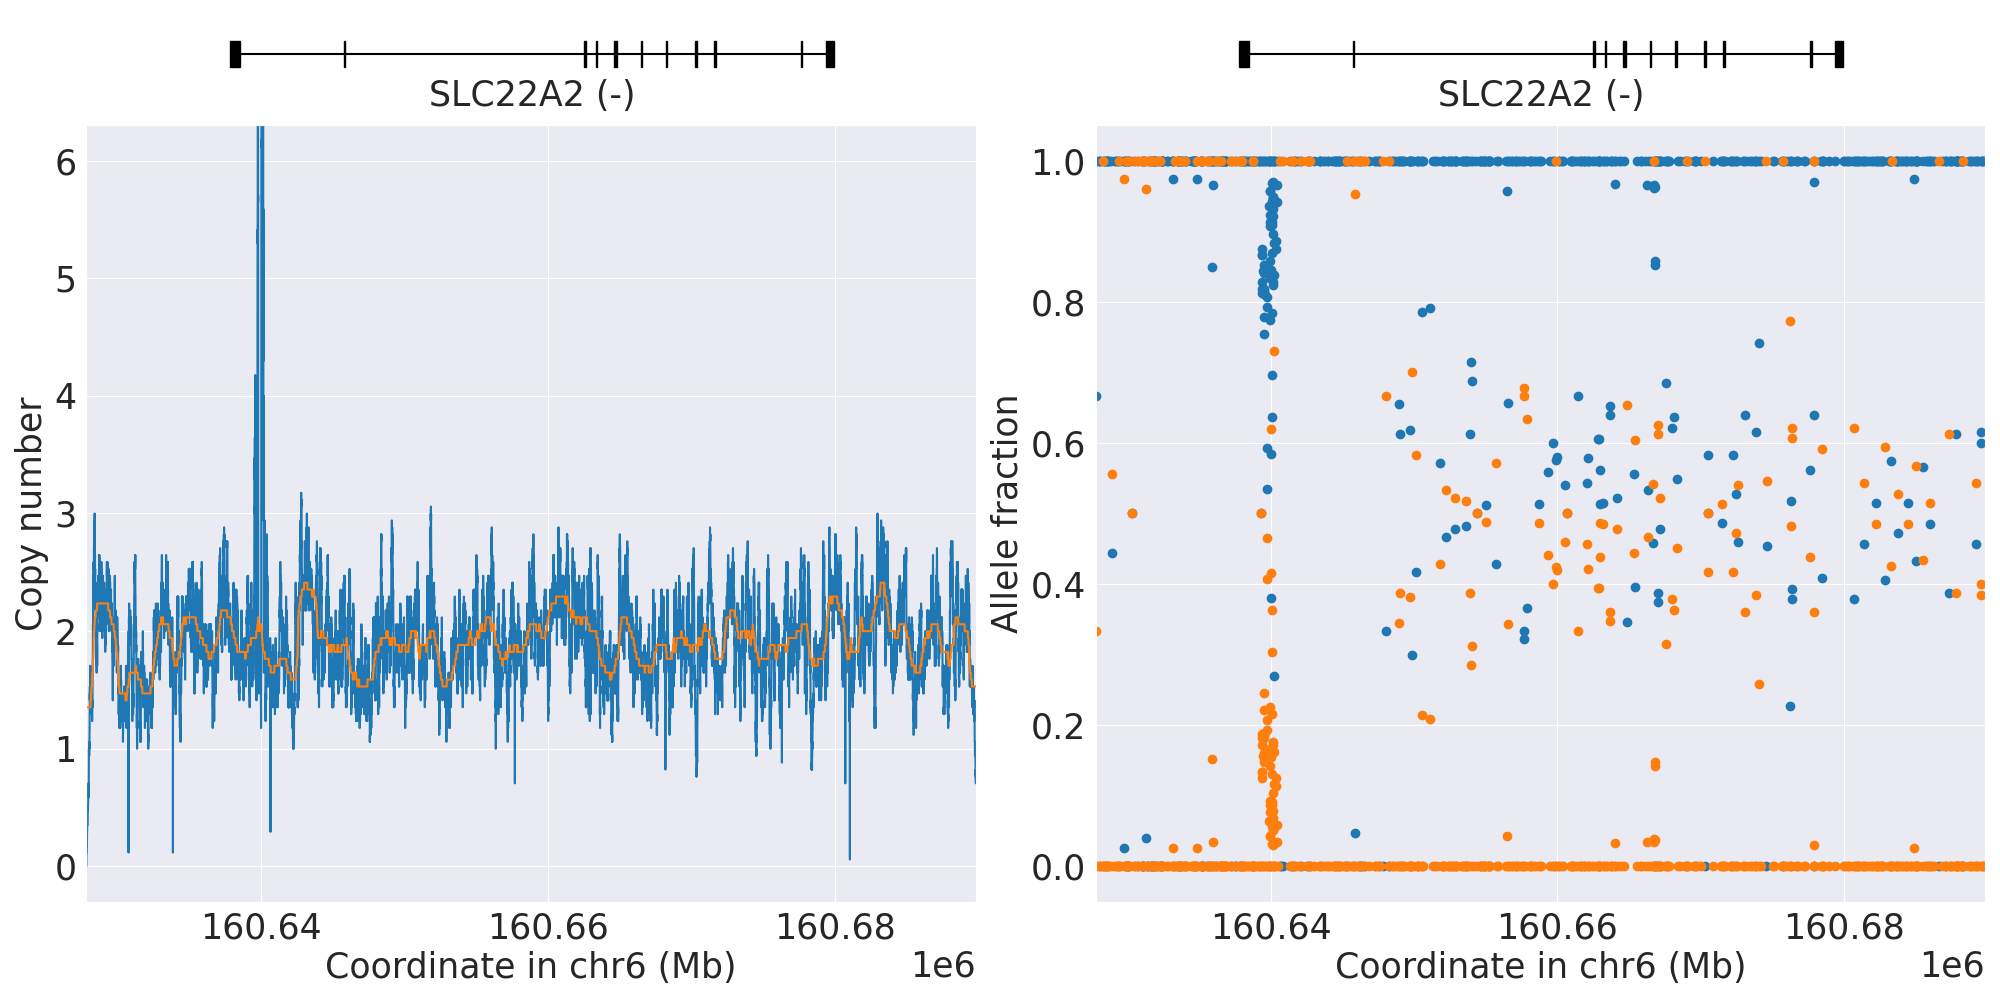 SLC22A2 (-)
SLC22A2 (-)
Copy number
6
5
4
3
2
1
0
160.64
160.66
160.68
Coordinate in chr6 (Mb)
1e6
Allele fraction
1.0
0.8
0.6
0.4
0.2
0.0
160.64
160.66
160.68
Coordinate in chr6 (Mb)
1e6